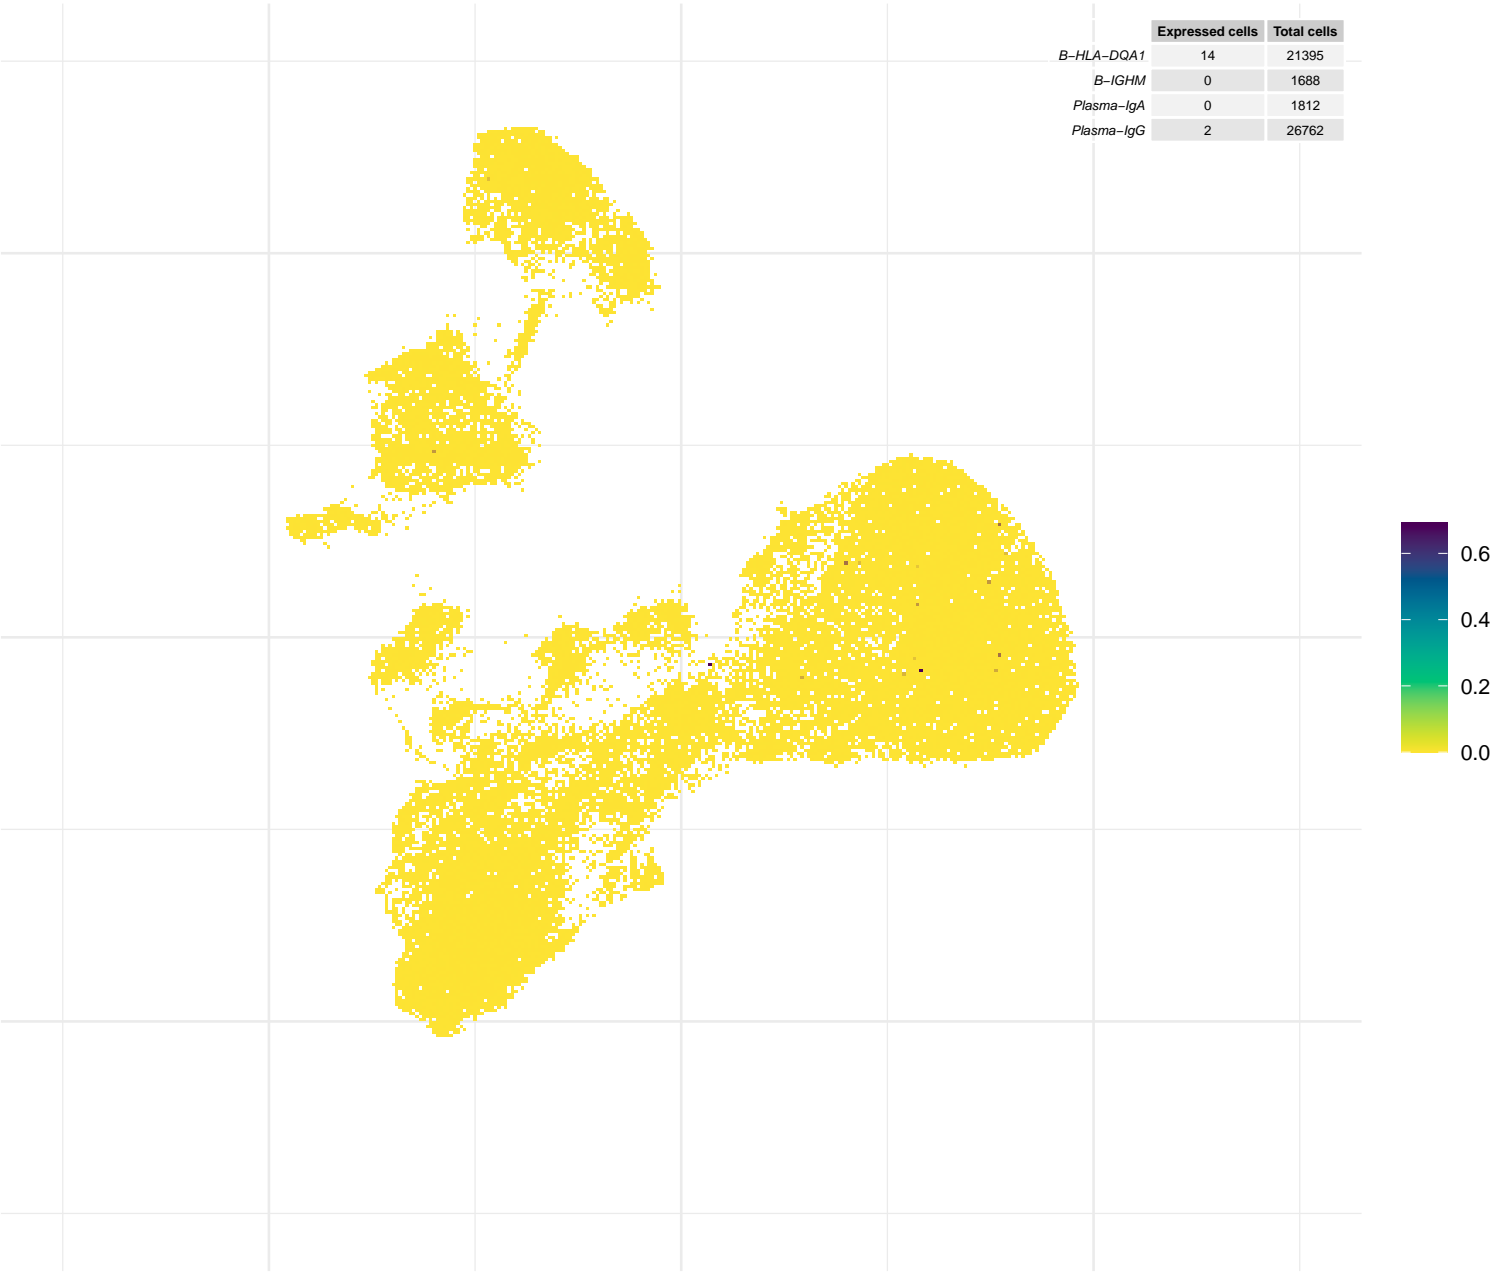 Expressed cells Total cells
B−HLA−DQA1 14 21395
B−IGHM 0 1688
Plasma−IgA 0 1812
Plasma−IgG 2 26762
0.6
0.4
0.2
0.0